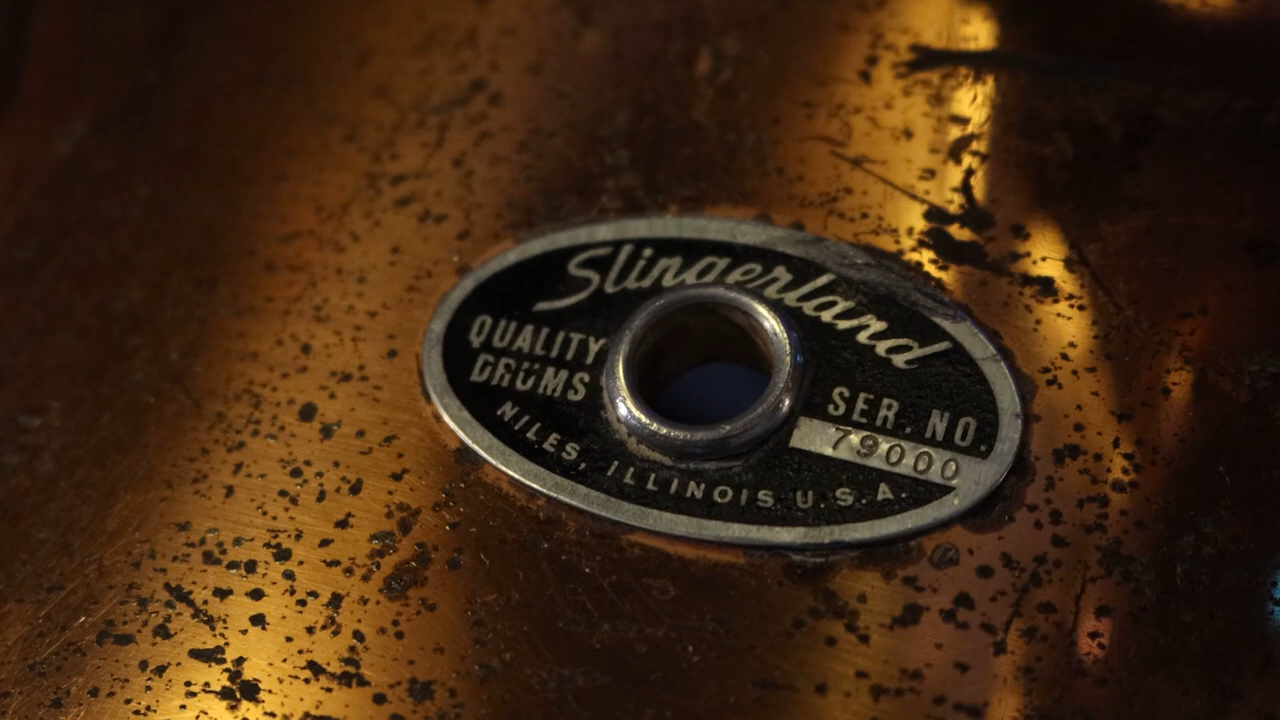 Slingerland
QUALITY
DRUMS
SER. NO.
79000
NILES, ILLINOIS U.S.A.